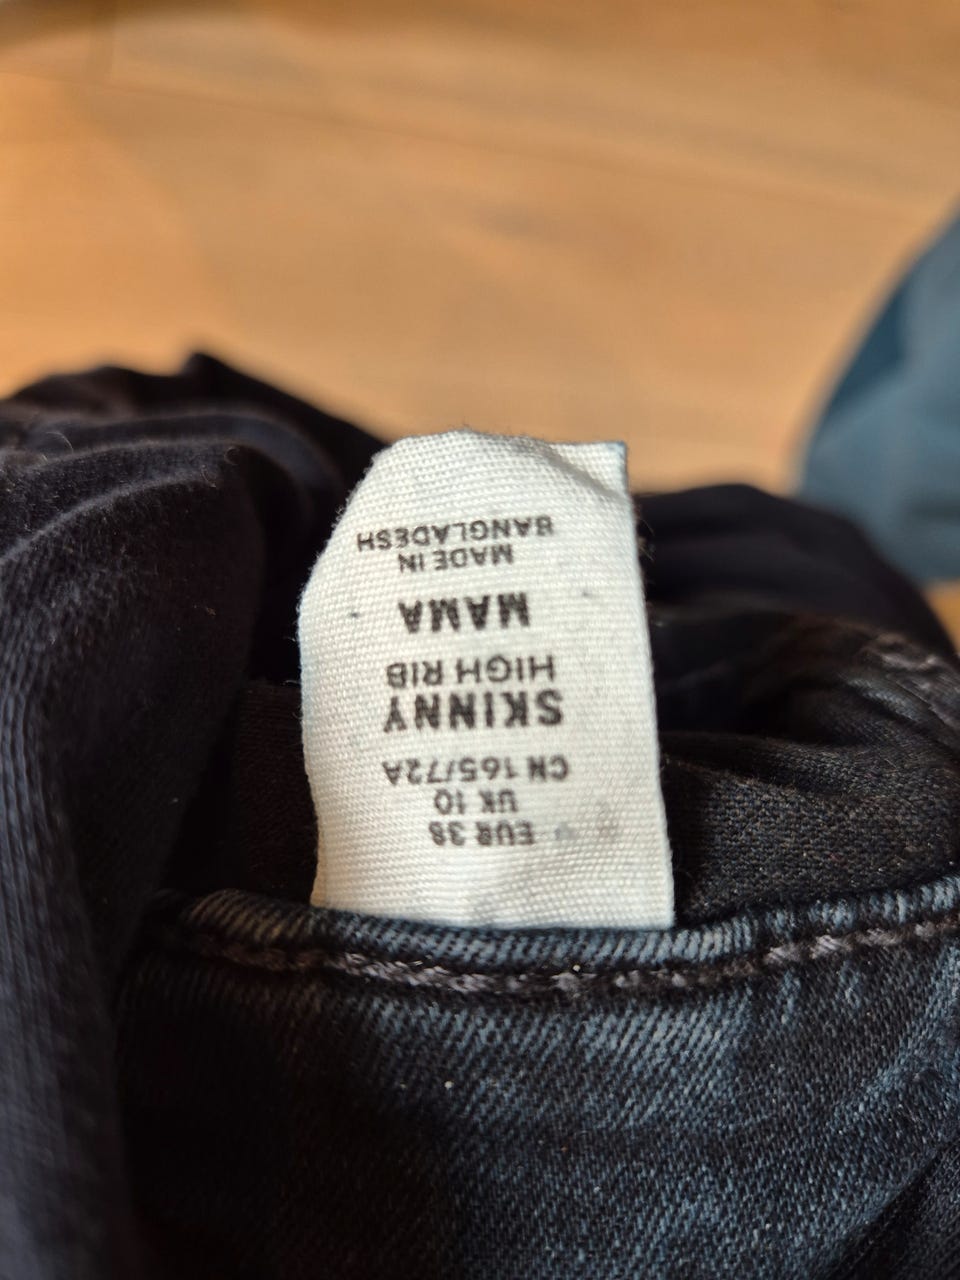 EUR 38
UK 10
CN 165/72A
SKINNY
HIGH RIB
MAMA
MADE IN
BANGLADESH